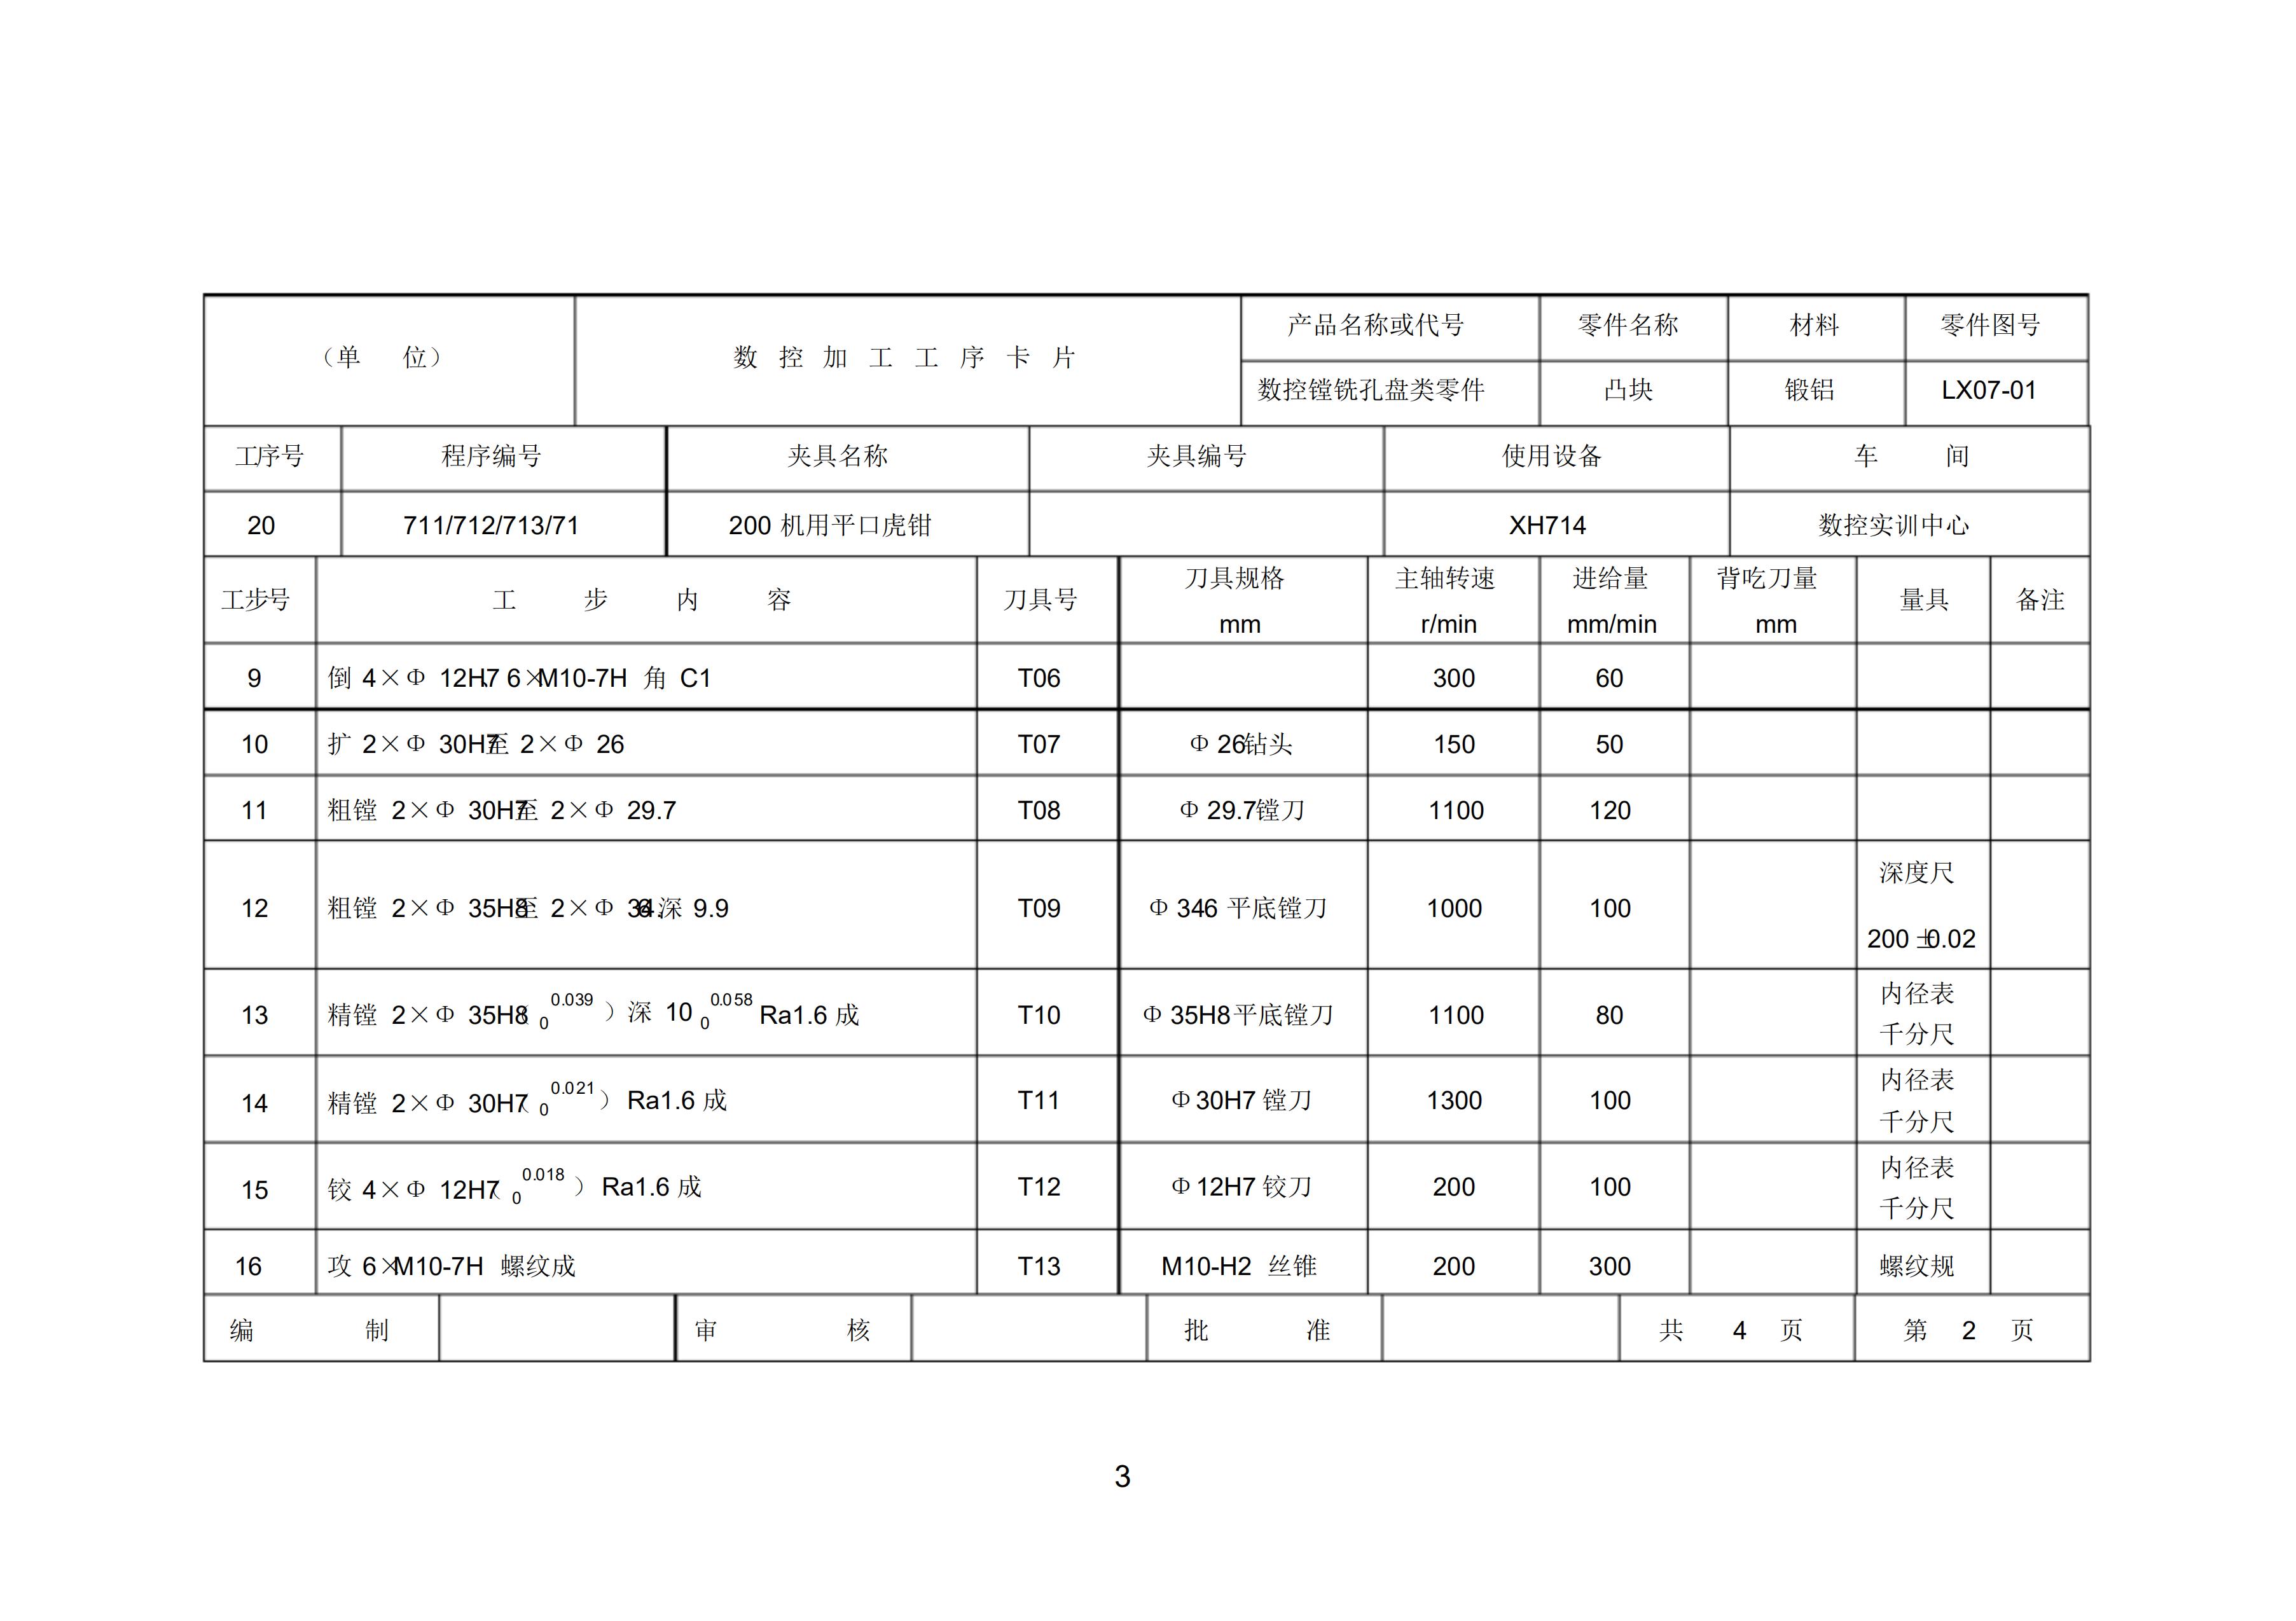 （单 位） 数控加工工序卡片 产品名称或代号 零件名称 材料 零件图号
数控镗铣孔盘类零件 凸块 锻铝 LX07-01
工序号 程序编号 夹具名称 夹具编号 使用设备 车 间
20 711/712/713/71 200 机用平口虎钳 XH714 数控实训中心
工步号 工 步 内 容 刀具号 刀具规格 mm 主轴转速 r/min 进给量 mm/min 背吃刀量 mm 量具 备注
9 倒 4×Φ 12H7、6×M10-7H 角 C1 T06 300 60
10 扩 2×Φ 30H7至 2×Φ 26 T07 Φ 26钻头 150 50
11 粗镗 2×Φ 30H7至 2×Φ 29.7 T08 Φ 29.7镗刀 1100 120
12 粗镗 2×Φ 35H8至 2×Φ 34.6深 9.9 T09 Φ 346 平底镗刀 1000 100 深度尺 200 ±0.02
13 精镗 2×Φ 35H8（ 0.039 0 ）深 10 0.058 0 Ra1.6 成 T10 Φ 35H8平底镗刀 1100 80 内径表 千分尺
14 精镗 2×Φ 30H7（ 0.021 0 ）Ra1.6 成 T11 Φ30H7 镗刀 1300 100 内径表 千分尺
15 铰 4×Φ 12H7（ 0.018 0 ）Ra1.6 成 T12 Φ12H7 铰刀 200 100 内径表 千分尺
16 攻 6×M10-7H 螺纹成 T13 M10-H2 丝锥 200 300 螺纹规
编 制 审 核 批 准 共 4 页 第 2 页
3